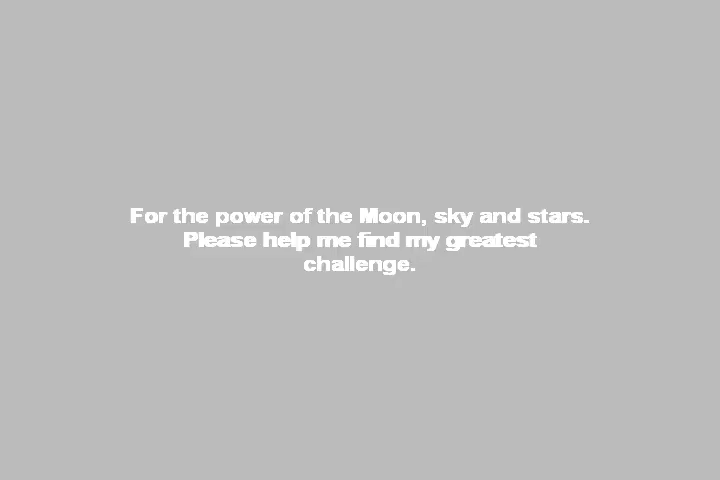 For the power of the Moon, sky and stars.
Please help me find my greatest
challenge.